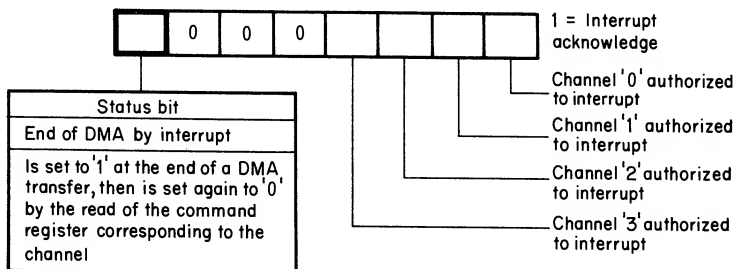 0 0 0
1 = Interrupt
acknowledge
Channel '0' authorized
to interrupt
Channel '1' authorized
to interrupt
Channel '2' authorized
to interrupt
Channel '3' authorized
to interrupt
Status bit
End of DMA by interrupt
Is set to '1' at the end of a DMA
transfer, then is set again to '0'
by the read of the command
register corresponding to the
channel